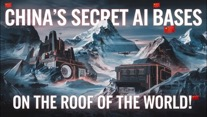 CHINA'S SECRET AI BASES
ON THE ROOF OF THE WORLD!